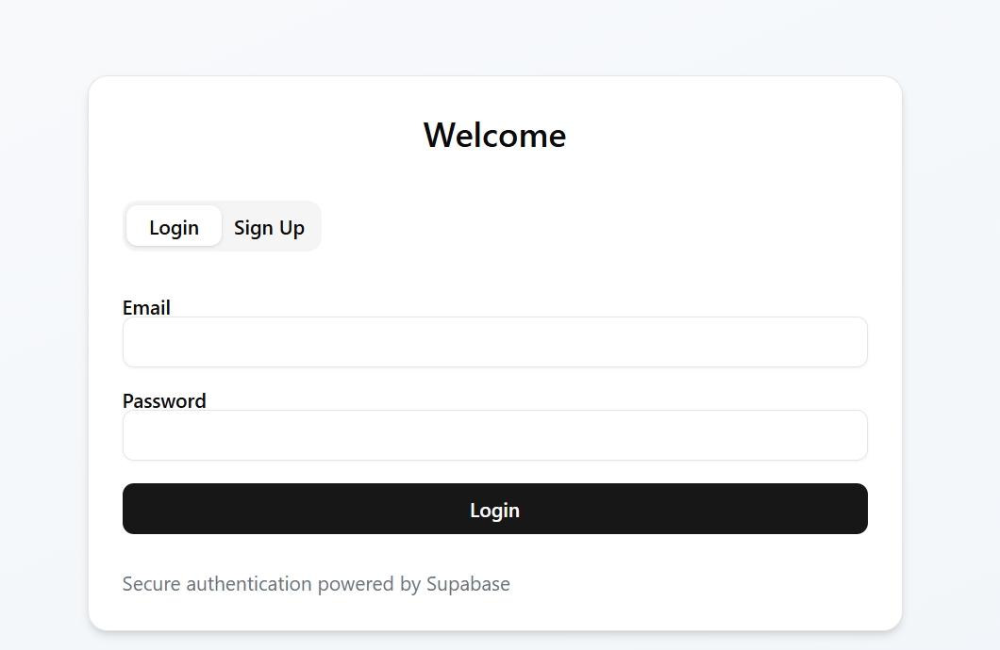 Welcome
Login Sign Up
Email
Password
Login
Secure authentication powered by Supabase